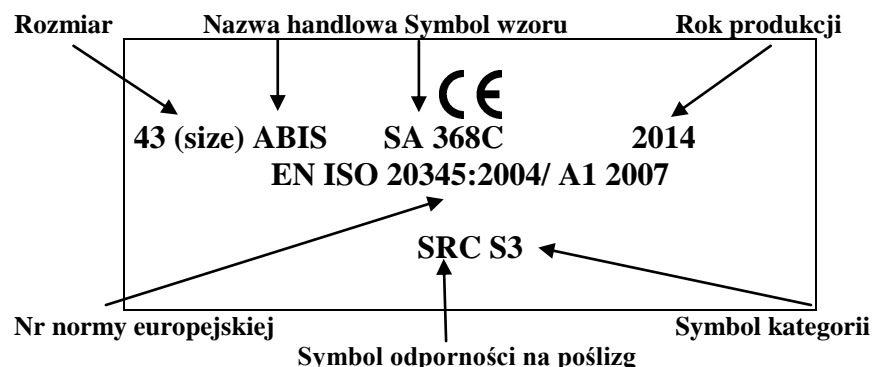 Rozmiar Nazwa handlowa Symbol wzoru Rok produkcji
CE
43 (size) ABIS SA 368C 2014
EN ISO 20345:2004/ A1 2007
SRC S3
Nr normy europejskiej Symbol kategorii
Symbol odporności na poślizg